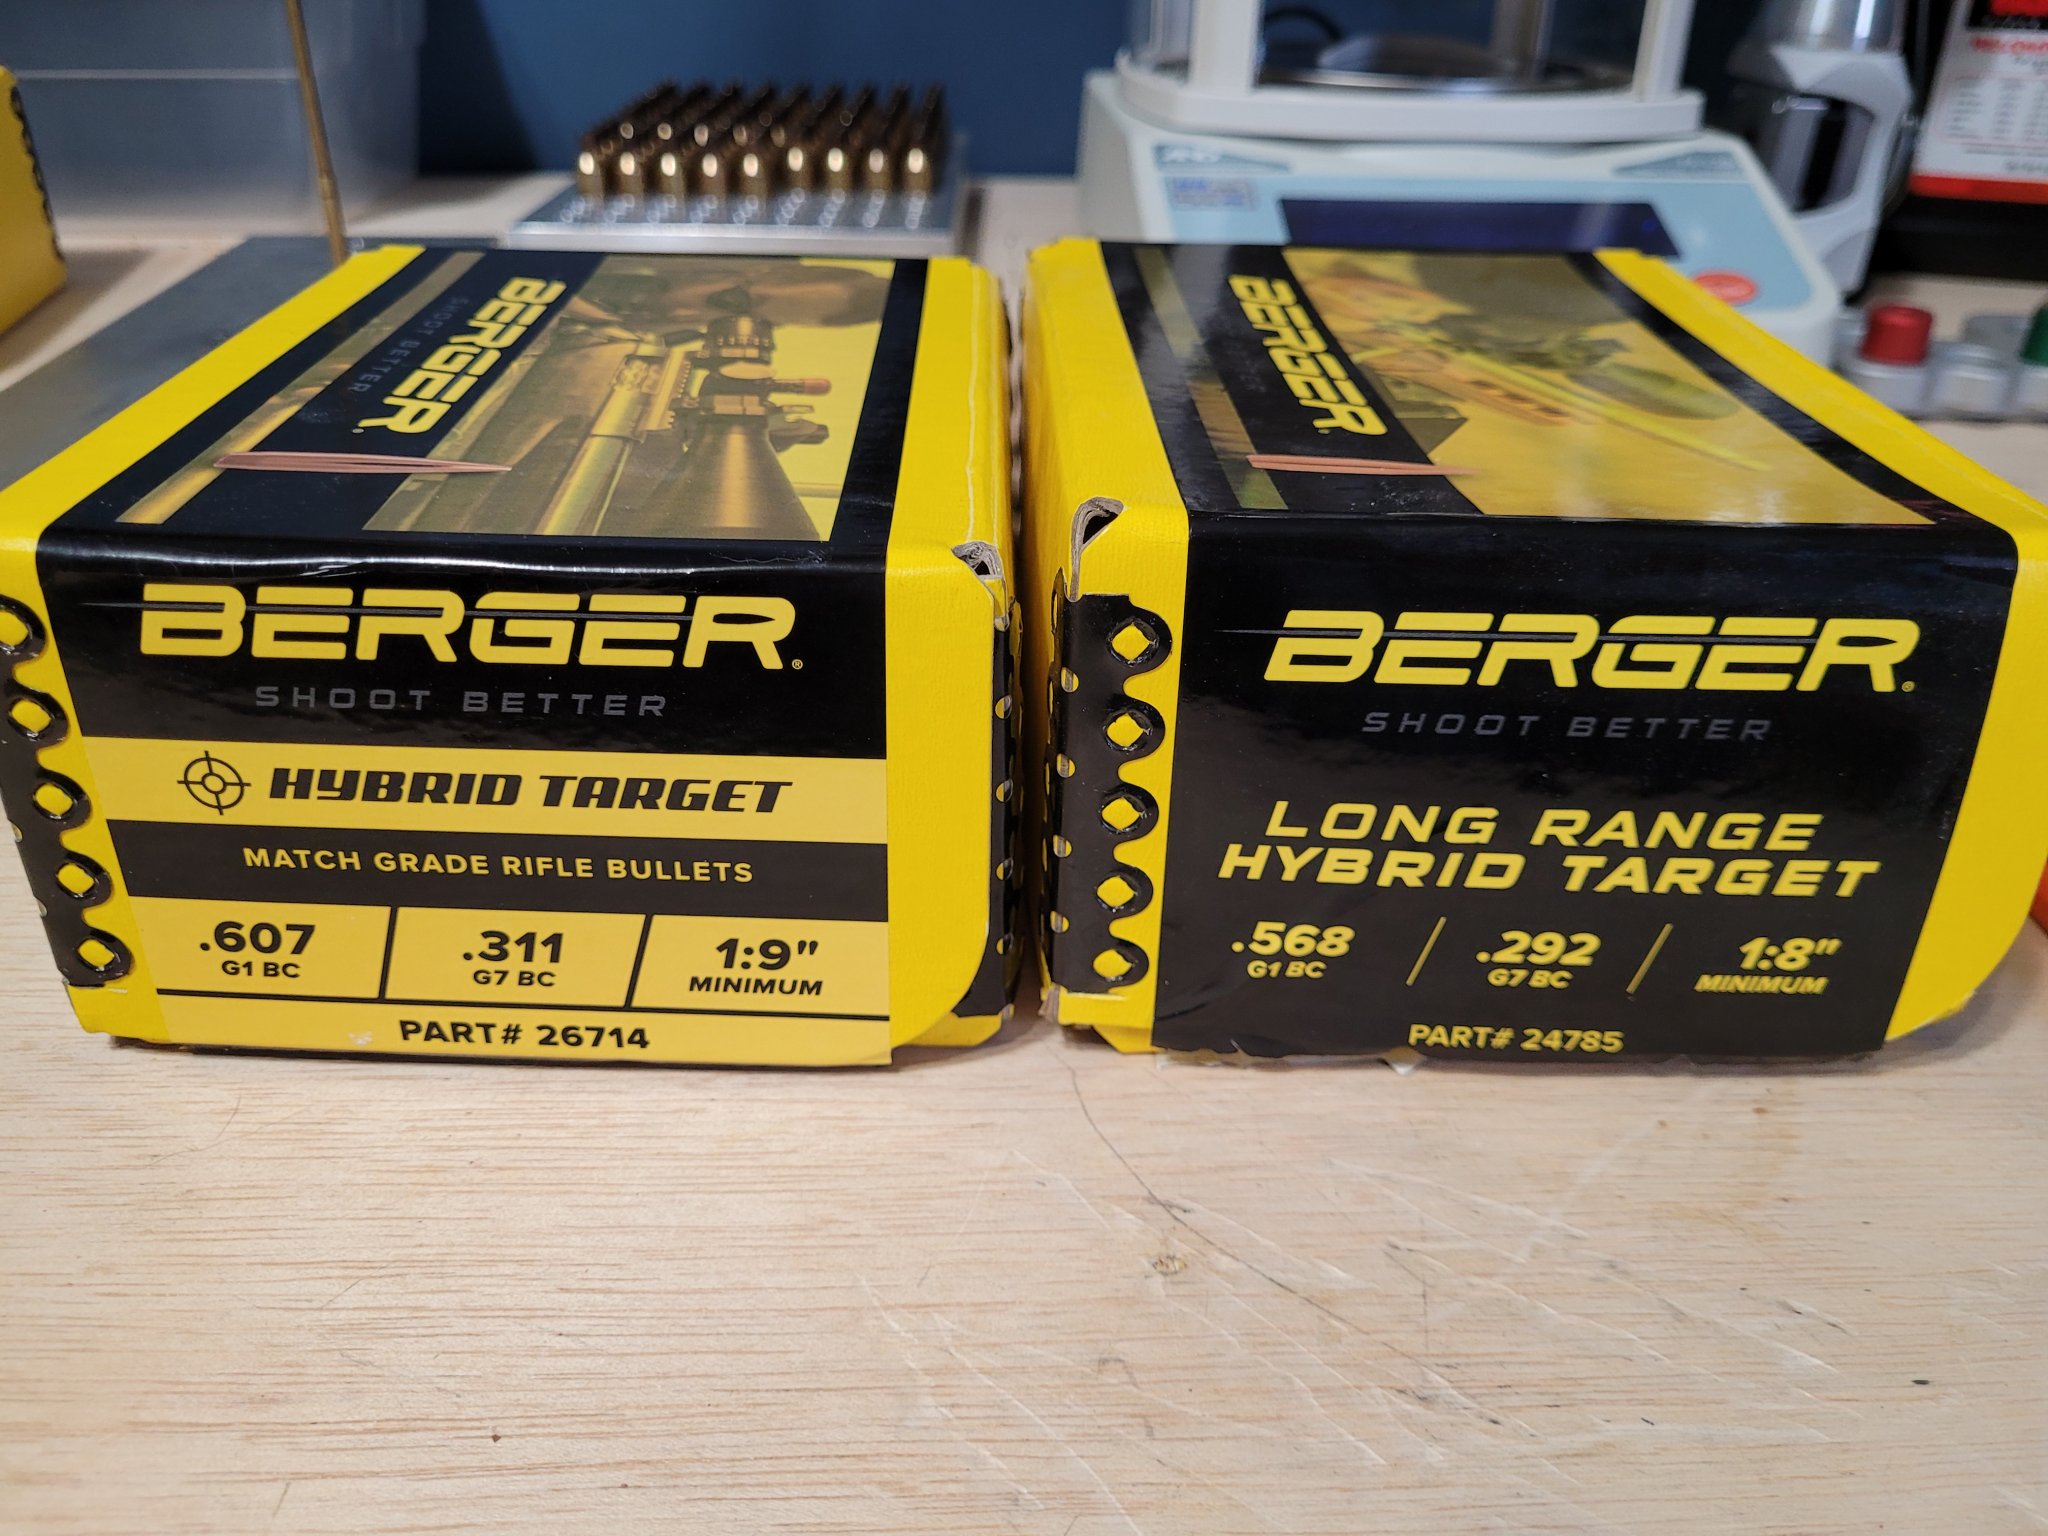 BERGER.
SHOOT BETTER
BERGER
BERGER®
SHOOT BETTER
HYBRID TARGET
MATCH GRADE RIFLE BULLETS
.607
G1 BC
.311
G7 BC
1:9"
MINIMUM
PART# 26714
BERGER®
SHOOT BETTER
LONG RANGE
HYBRID TARGET
.568
G1 BC
.292
G7 BC
1:8"
MINIMUM
PART# 24785